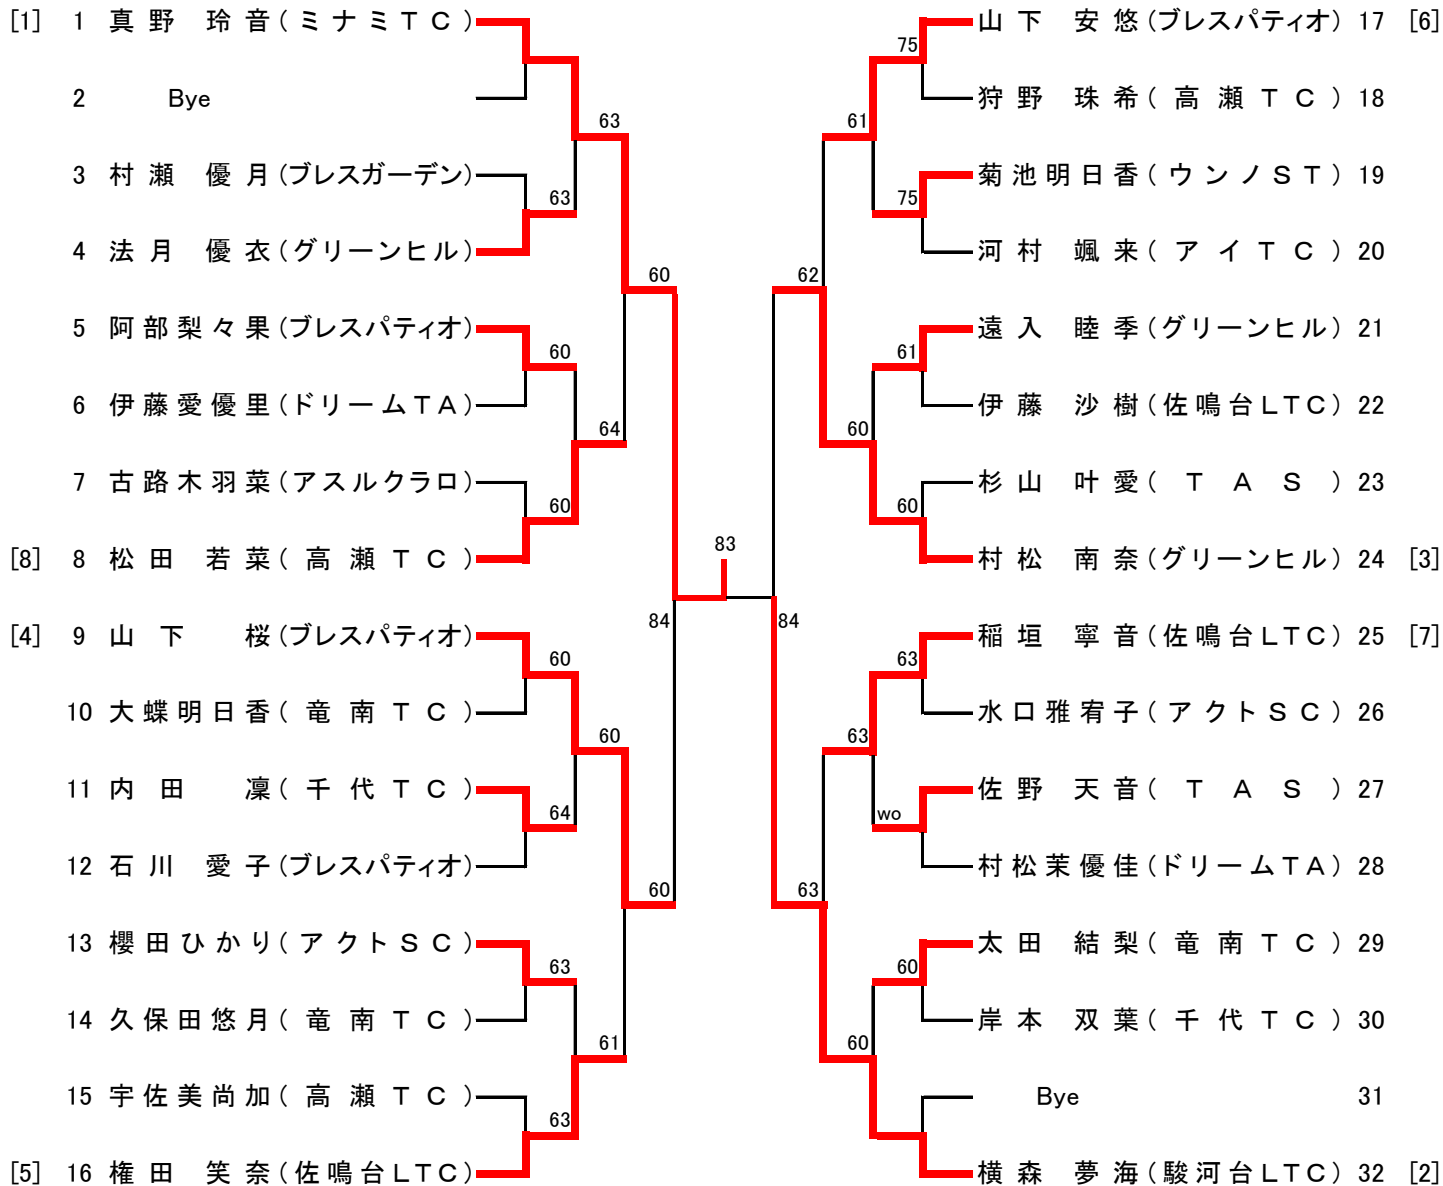 [1] 1 真野 玲音(ミナミTC)
2 Bye
63
3 村瀬 優月(ブレスガーデン)
63
4 法月 優衣(グリーンヒル)
60
5 阿部梨々果(ブレスパティオ)
60
6 伊藤愛優里(ドリームTA)
64
7 古路木羽菜(アスルクラロ)
60
[8] 8 松田 若菜(高瀬TC)
83
84
[4] 9 山下 桜(ブレスパティオ)
60
10 大蝶明日香(竜南TC)
60
11 内田 凜(千代TC)
64
12 石川 愛子(ブレスパティオ)
60
13 櫻田ひかり(アクトSC)
63
14 久保田悠月(竜南TC)
61
15 宇佐美尚加(高瀬TC)
63
[5] 16 権田 笑奈(佐鳴台LTC)
山下 安悠(ブレスパティオ) 17 [6]
75
狩野 珠希(高瀬TC) 18
61
菊池明日香(ウンノST) 19
75
河村 颯来(アイTC) 20
62
遠入 睦季(グリーンヒル) 21
61
伊藤 沙樹(佐鳴台LTC) 22
60
杉山 叶愛(TAS) 23
60
村松 南奈(グリーンヒル) 24 [3]
84
稲垣 寧音(佐鳴台LTC) 25 [7]
63
水口雅宥子(アクトSC) 26
63
佐野 天音(TAS) 27
wo
村松茉優佳(ドリームTA) 28
63
太田 結梨(竜南TC) 29
60
岸本 双葉(千代TC) 30
60
Bye 31
横森 夢海(駿河台LTC) 32 [2]